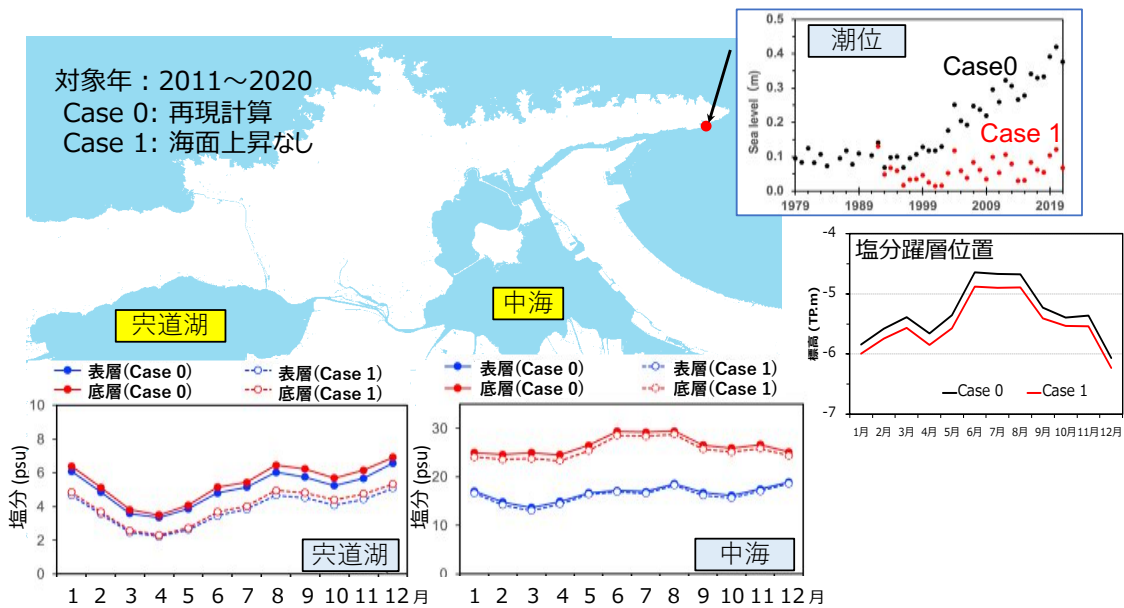 対象年：2011～2020
Case 0: 再現計算
Case 1: 海面上昇なし
潮位
Case0
Case 1
Sea level (m)
0.5
0.4
0.3
0.2
0.1
0.0
1979 1989 1999 2009 2019
塩分躍層位置
標高 (TP.m)
-4
-5
-6
-7
Case 0 Case 1
1月 2月 3月 4月 5月 6月 7月 8月 9月 10月 11月 12月
宍道湖
中海
表層(Case 0) 表層(Case 1)
底層(Case 0) 底層(Case 1)
塩分 (psu)
10
8
6
4
2
0
宍道湖
1 2 3 4 5 6 7 8 9 10 11 12 月
表層(Case 0) 表層(Case 1)
底層(Case 0) 底層(Case 1)
塩分 (psu)
30
20
10
0
中海
1 2 3 4 5 6 7 8 9 10 11 12 月